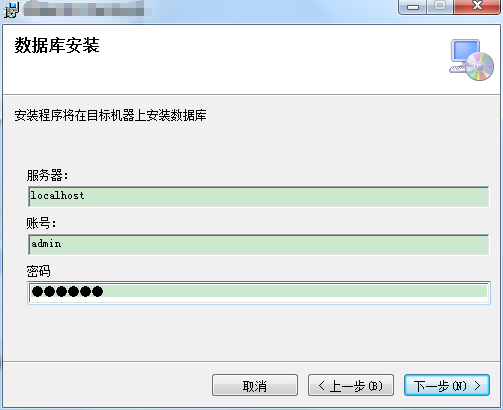 数据库安装
安装程序将在目标机器上安装数据库
服务器:
localhost
账号:
admin
密码
●●●●●●
取消
< 上一步(B)
下一步(N) >